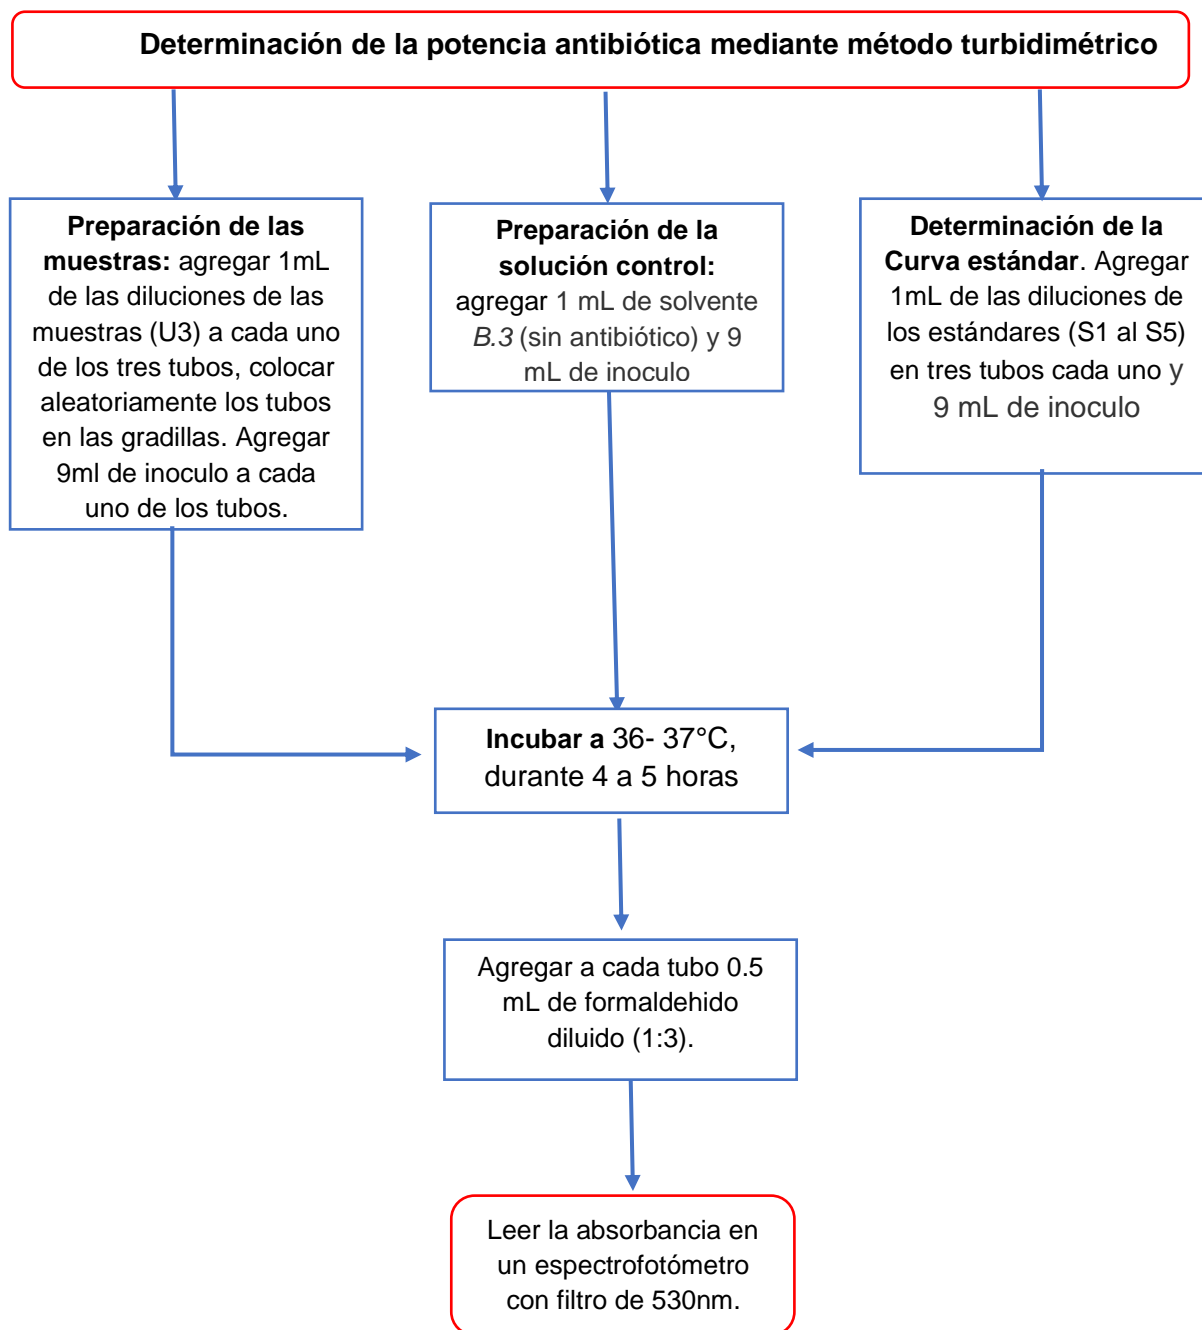 Determinación de la potencia antibiótica mediante método turbidimétrico
Preparación de las
muestras: agregar 1mL
de las diluciones de las
muestras (U3) a cada uno
de los tres tubos, colocar
aleatoriamente los tubos
en las gradillas. Agregar
9ml de inoculo a cada
uno de los tubos.
Preparación de la
solución control:
agregar 1 mL de solvente
B.3 (sin antibiótico) y 9
mL de inoculo
Determinación de la
Curva estándar. Agregar
1mL de las diluciones de
los estándares (S1 al S5)
en tres tubos cada uno y
9 mL de inoculo
Incubar a 36- 37°C,
durante 4 a 5 horas
Agregar a cada tubo 0.5
mL de formaldehido
diluido (1:3).
Leer la absorbancia en
un espectrofotómetro
con filtro de 530nm.